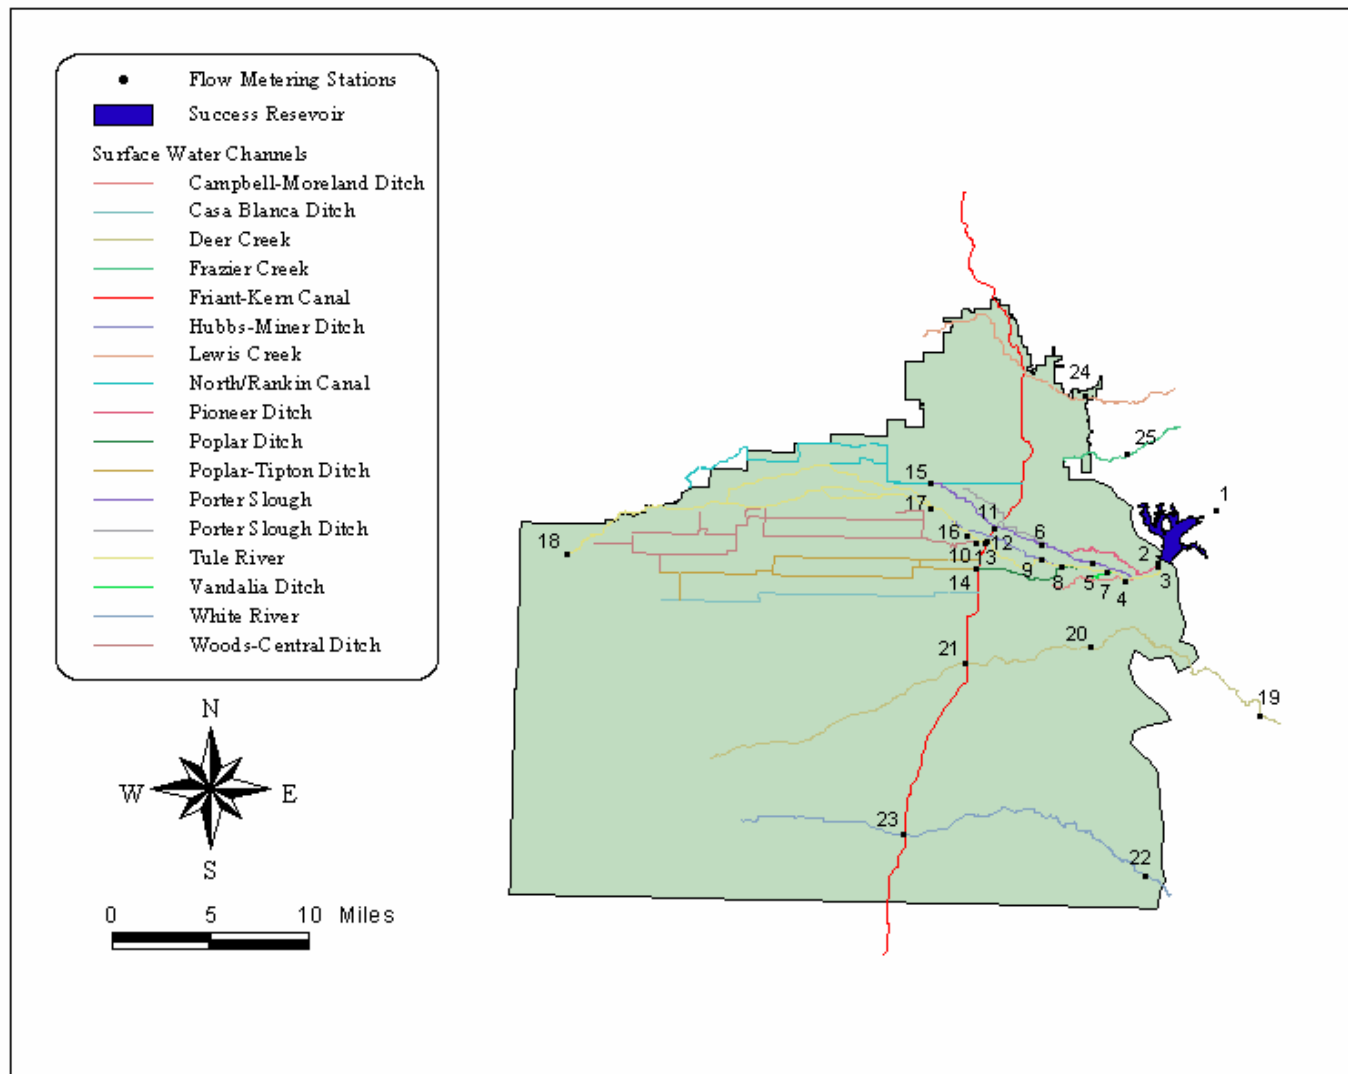 Flow Metering Stations
Success Resevoir
Surface Water Channels
Campbell-Moreland Ditch
Casa Blanca Ditch
Deer Creek
Frazier Creek
Friant-Kern Canal
Hubbs-Miner Ditch
Lewis Creek
North/Rankin Canal
Pioneer Ditch
Poplar Ditch
Poplar-Tipton Ditch
Porter Slough
Porter Slough Ditch
Tule River
Vandalia Ditch
White River
Woods-Central Ditch
N
W E
S
0 5 10 Miles
24
25
15
1
17
11
16
6
18
12
10
13
9
2
14
8
5
7
4
3
20
21
19
23
22